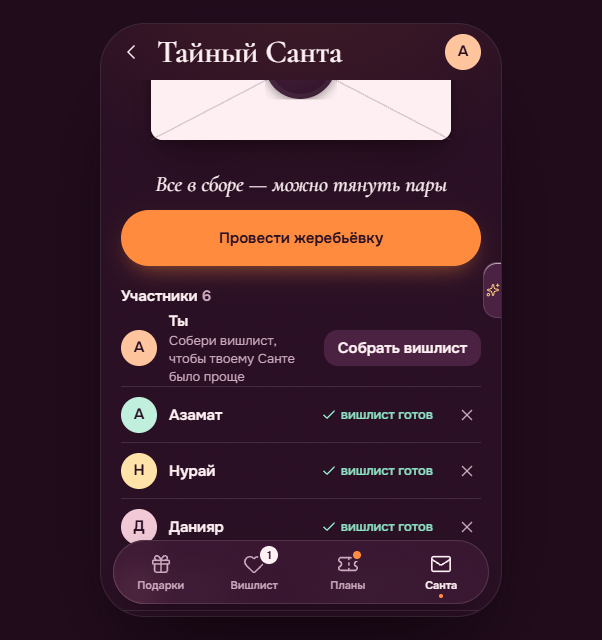 Тайный Санта
А
Все в сборе — можно тянуть пары
Провести жеребьёвку
Участники 6
А
Ты
Собери вишлист,
чтобы твоему Санте
было проще
Собрать вишлист
А
Азамат
вишлист готов
Н
Нурай
вишлист готов
Д
Данияр
вишлист готов
Подарки
1
Вишлист
Планы
Санта